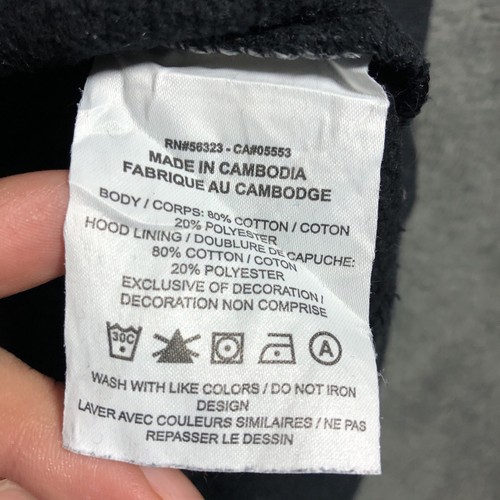 RN#56323 - CA#05553
MADE IN CAMBODIA
FABRIQUE AU CAMBODGE
BODY / CORPS: 80% COTTON / COTON
20% POLYESTER
HOOD LINING / DOUBLURE DE CAPUCHE:
80% COTTON / COTON
20% POLYESTER
EXCLUSIVE OF DECORATION /
DECORATION NON COMPRISE
30C A
WASH WITH LIKE COLORS / DO NOT IRON
DESIGN
LAVER AVEC COULEURS SIMILAIRES / NE PAS
REPASSER LE DESSIN